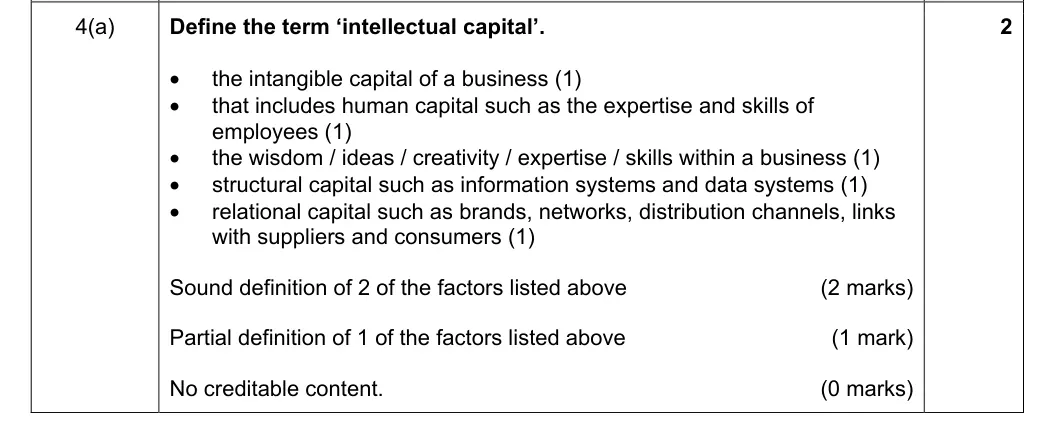 4(a) Define the term ‘intellectual capital’. 2
• the intangible capital of a business (1)
• that includes human capital such as the expertise and skills of
employees (1)
• the wisdom / ideas / creativity / expertise / skills within a business (1)
• structural capital such as information systems and data systems (1)
• relational capital such as brands, networks, distribution channels, links
with suppliers and consumers (1)
Sound definition of 2 of the factors listed above (2 marks)
Partial definition of 1 of the factors listed above (1 mark)
No creditable content. (0 marks)